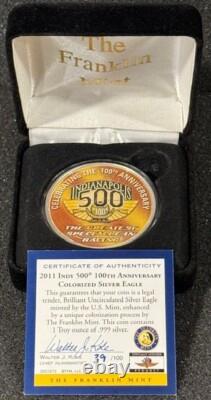 The
Franklin
Mint
CELEBRATING THE 100th ANNIVERSARY
INDIANAPOLIS
500
THE GREATEST
SPECTACLE IN
RACING
CERTIFICATE OF AUTHENTICITY
2011 INDY 500® 100TH ANNIVERSARY
COLORIZED SILVER EAGLE
This guarantees that your coin is a legal
tender, Brilliant Uncirculated Silver Eagle
minted by the U.S. Mint, enhanced by
a unique colorization process by
The Franklin Mint. This coin contains
1 Troy ounce of .999 silver.
39 /100
THE FRANKLIN MINT